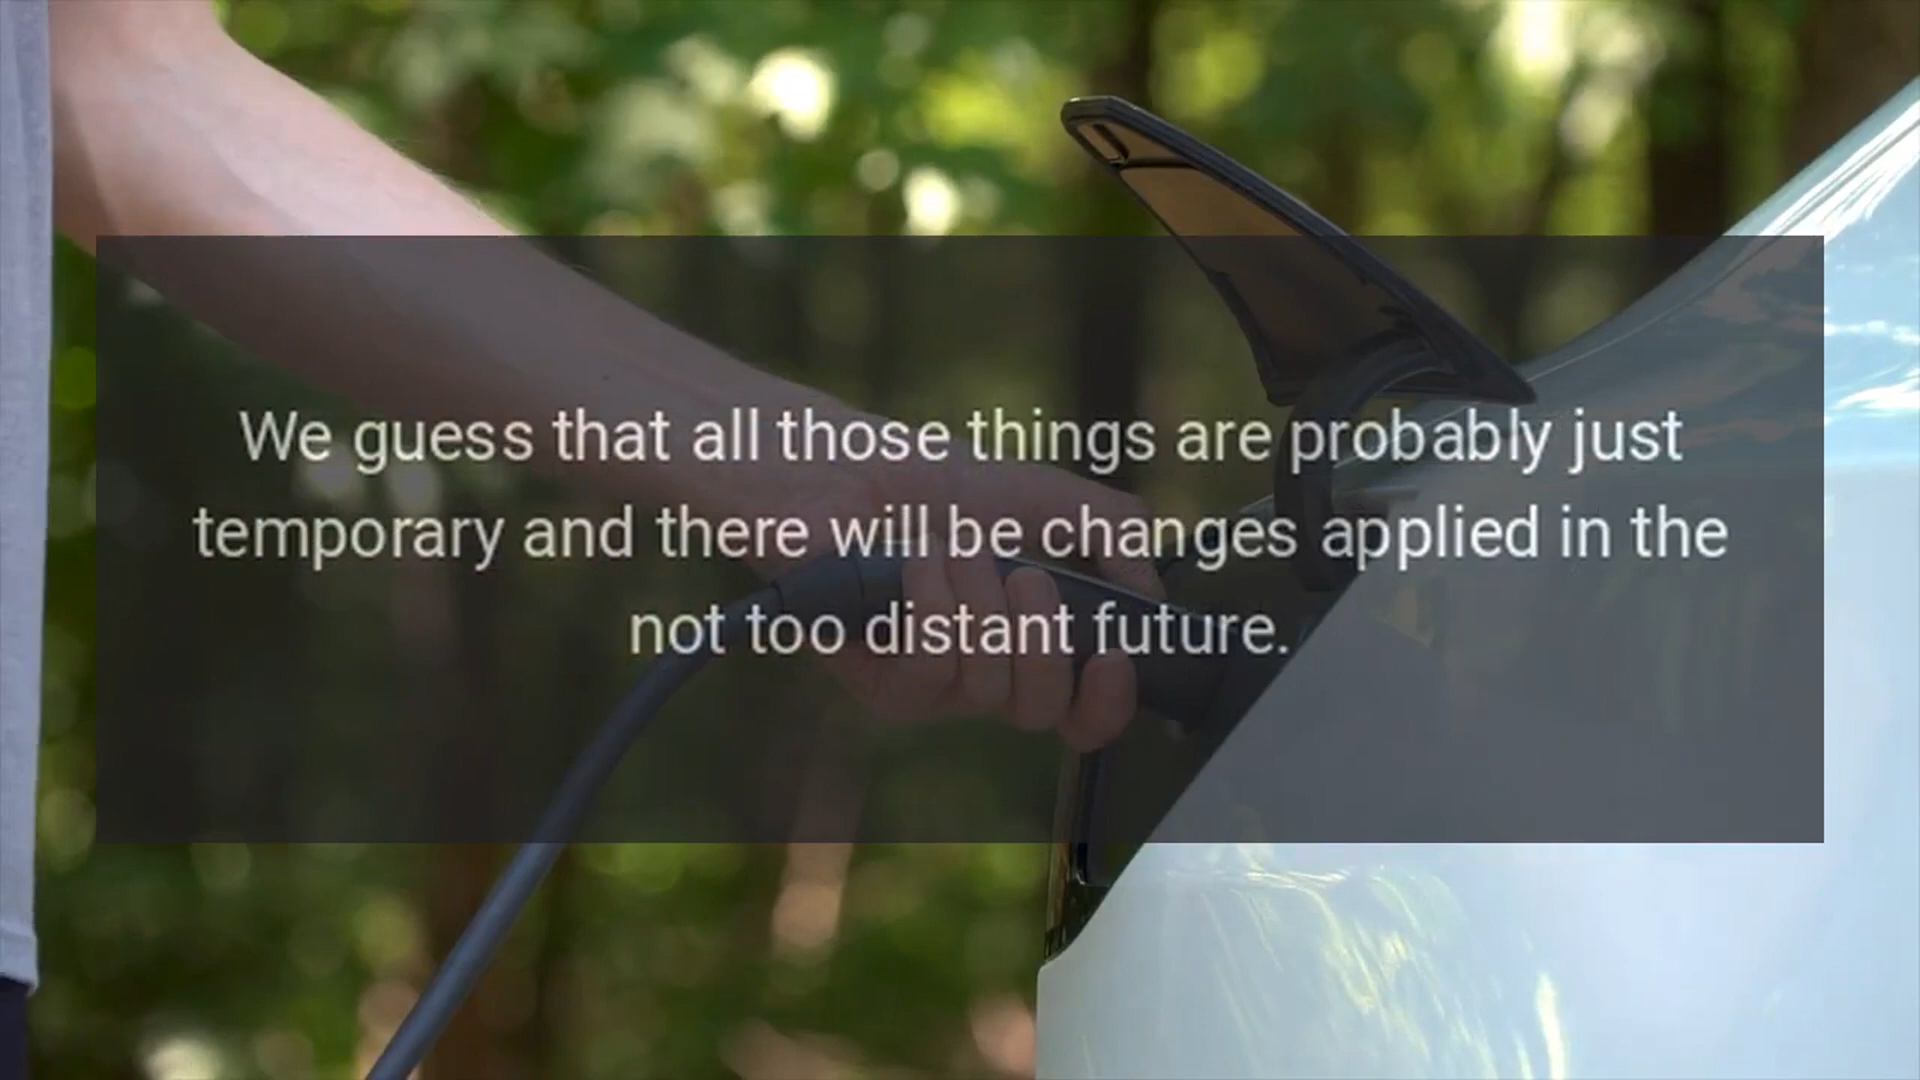 We guess that all those things are probably just
temporary and there will be changes applied in the
not too distant future.